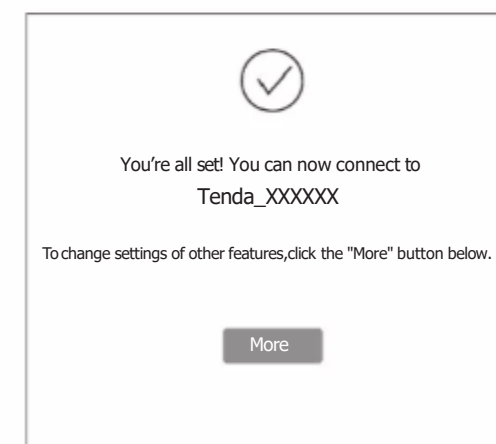 You’re all set! You can now connect to
Tenda_XXXXXX
To change settings of other features,click the "More" button below.
More